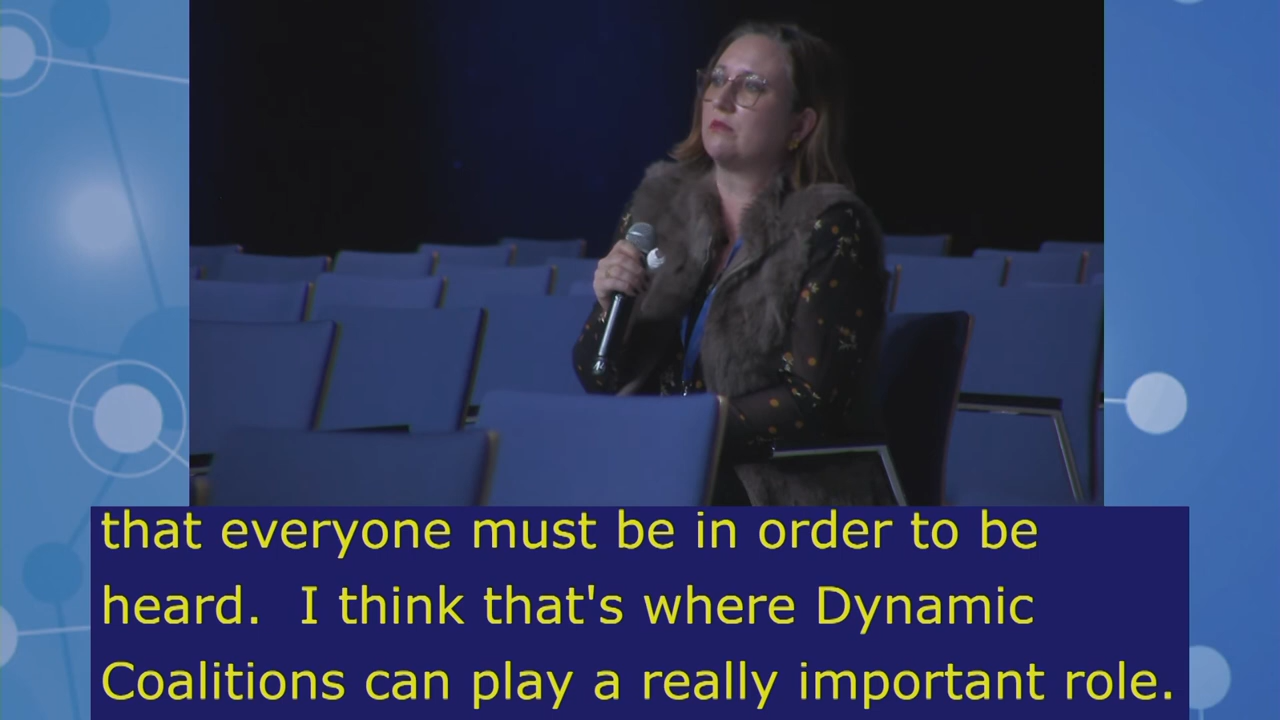 that everyone must be in order to be
heard.  I think that's where Dynamic
Coalitions can play a really important role.